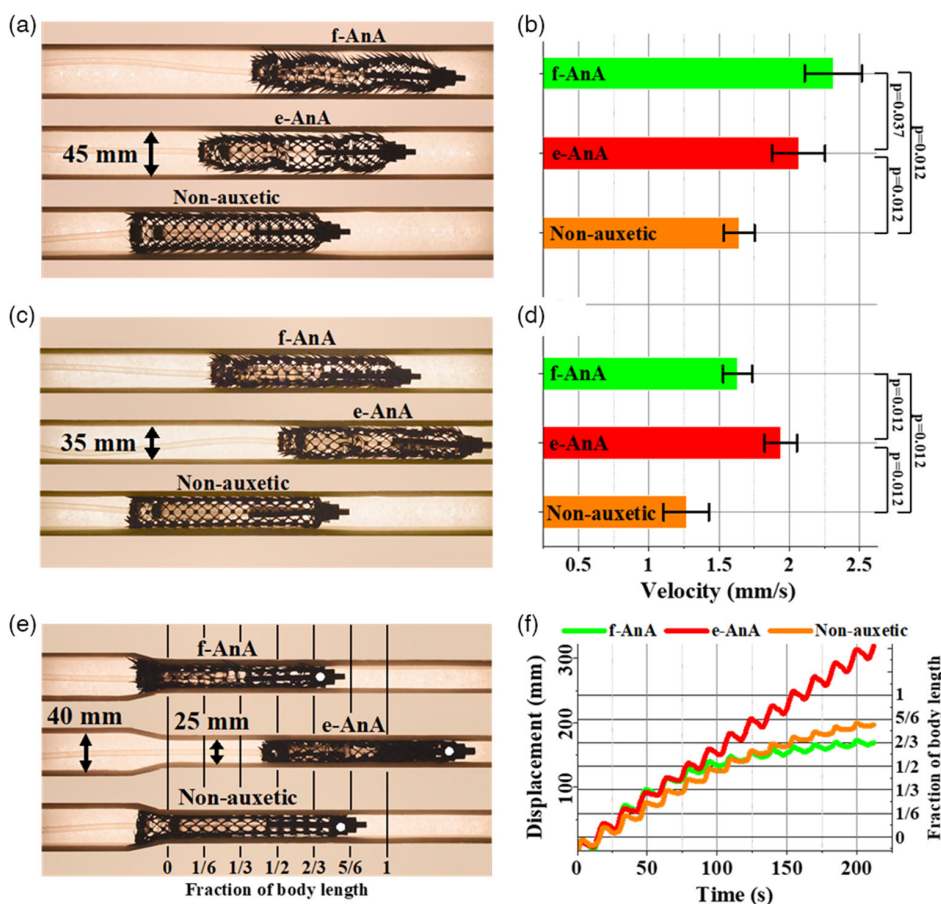 (a)
f-AnA
e-AnA
45 mm
Non-auxetic
(b)
f-AnA
e-AnA
Non-auxetic
p=0.037
p=0.012
p=0.012
(c)
f-AnA
e-AnA
35 mm
Non-auxetic
(d)
f-AnA
e-AnA
Non-auxetic
p=0.012
p=0.012
p=0.012
0.5 1 1.5 2 2.5
Velocity (mm/s)
(e)
f-AnA
40 mm
25 mm
e-AnA
Non-auxetic
0 1/6 1/3 1/2 2/3 5/6 1
Fraction of body length
(f)
f-AnA e-AnA Non-auxetic
Displacement (mm)
300
200
100
1
5/6
2/3
1/2
1/3
1/6
0
Fraction of body length
0 50 100 150 200
Time (s)